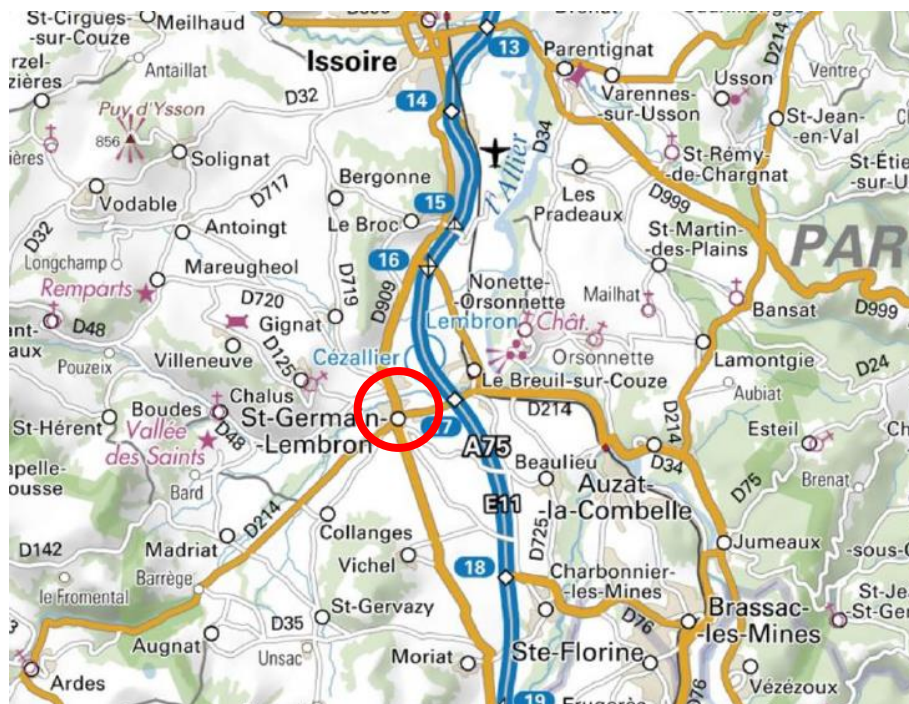 St-Cirgues-
-sur-Couze
Meilhaud
13
Issoire
Parentignat
D214
Antaillat
Usson
Ventre
Varennes-
-sur-Usson
D32
14
Puy d'Ysson
856
St-Jean-
-en-Val
D34
Solignat
l'Allier
St-Rémy-
-de-Chargnat
St-Étie
-sur-U
Bergonne
D717
Vodable
Les
Pradeaux
D999
15
Le Broc
Antoingt
St-Martin-
-des-Plains
D32
PAR
Longchamp
16
Mareugheol
Nonette-
-Orsonnette
Remparts
D720
D719
D909
Mailhat
Bansat
D999
D48
Gignat
Lembron
Chât.
Pouzeix
Villeneuve
D125
Cézallier
Orsonnette
Lamontgie
D24
Le Breuil-sur-Couze
Aubiat
Chalus
Boudes
St-Hérent
St-Germain-
-Lembron
D214
D214
Esteil
Vallée
des Saints
D48
A75
D34
Beaulieu
Bard
Auzat-
-la-Combelle
D75
Brenat
E11
D214
Collanges
D725
D142
Madriat
Jumeaux
-sous-
Vichel
Barrège
18
Charbonnier-
-les-Mines
le Fromental
St-Gervazy
D76
Brassac-
-les-Mines
St-Je
-St-Ger
D35
Augnat
Unsac
Moriat
Ste-Florine
Ardes
D76
Vézézoux
19